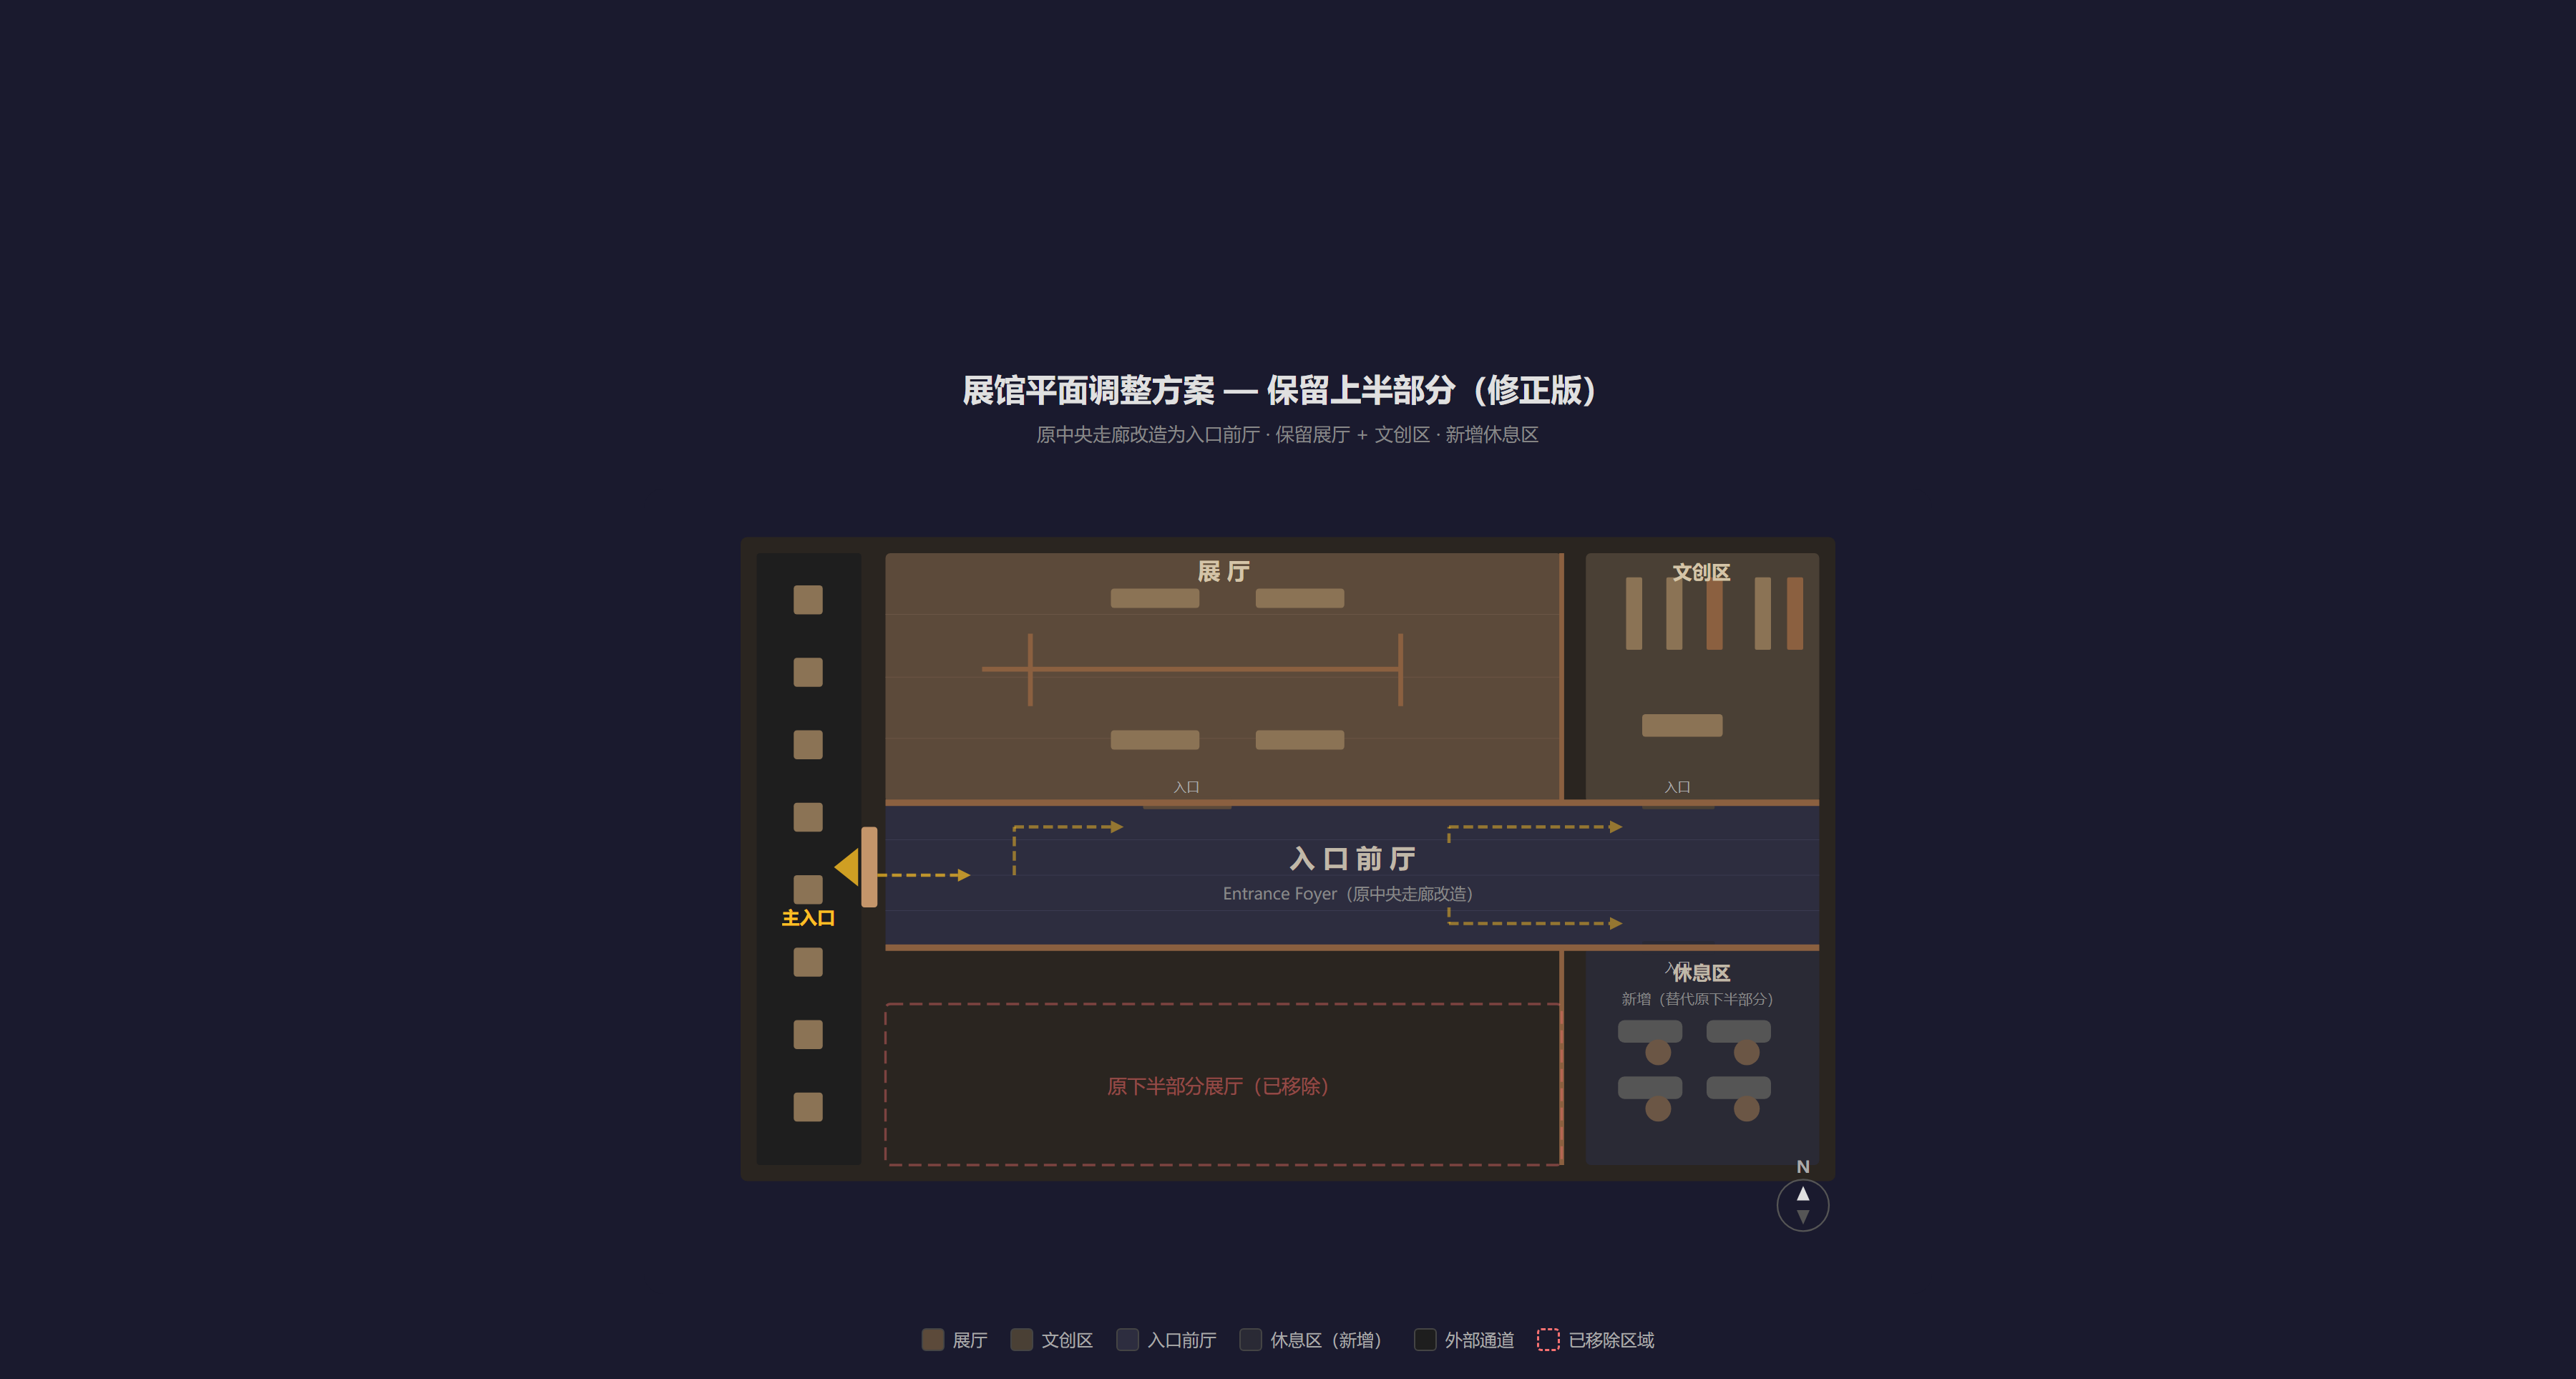 展馆平面调整方案 — 保留上半部分（修正版）
原中央走廊改造为入口前厅 · 保留展厅 + 文创区 · 新增休息区
展 厅
文创区
入口
入口
入 口 前 厅
Entrance Foyer（原中央走廊改造）
主入口
入口
休息区
新增（替代原下半部分）
原下半部分展厅（已移除）
N
展厅
文创区
入口前厅
休息区（新增）
外部通道
已移除区域